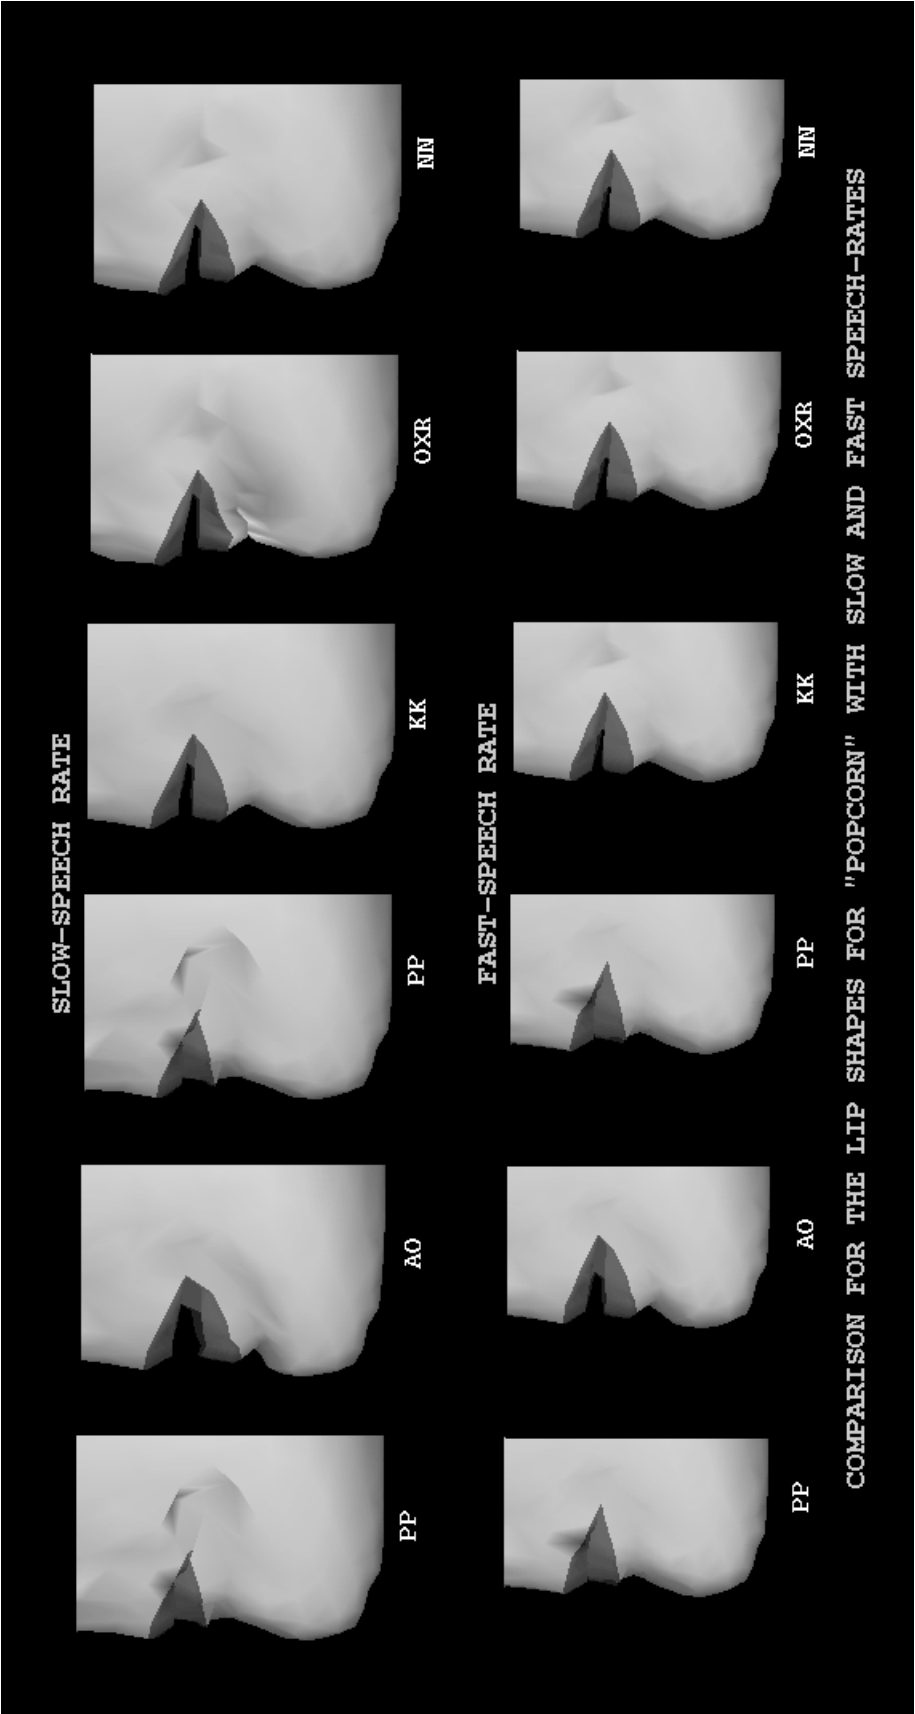 SLOW-SPEECH RATE
PP AO PP KK OXR NN
FAST-SPEECH RATE
PP AO PP KK OXR NN
COMPARISON FOR THE LIP SHAPES FOR "POPCORN" WITH SLOW AND FAST SPEECH-RATES